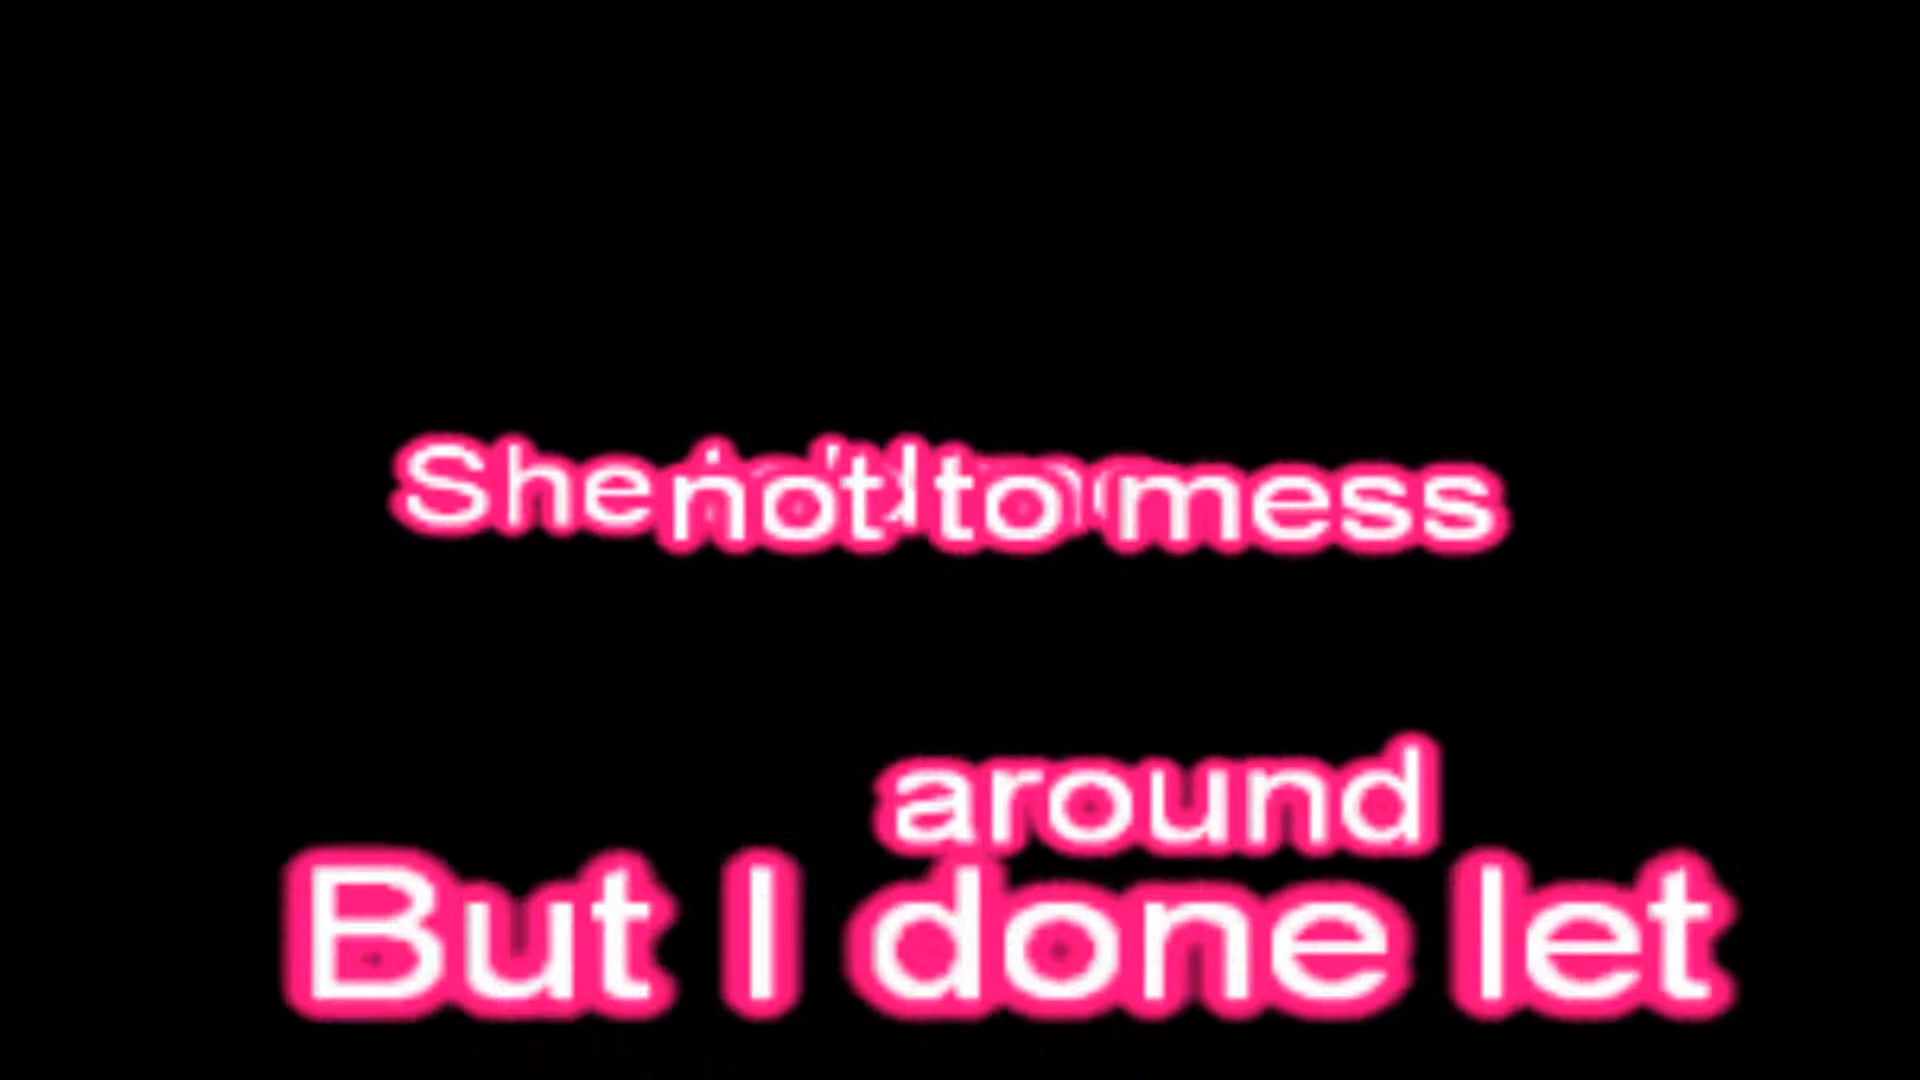 She
not to mess
around
But I done let